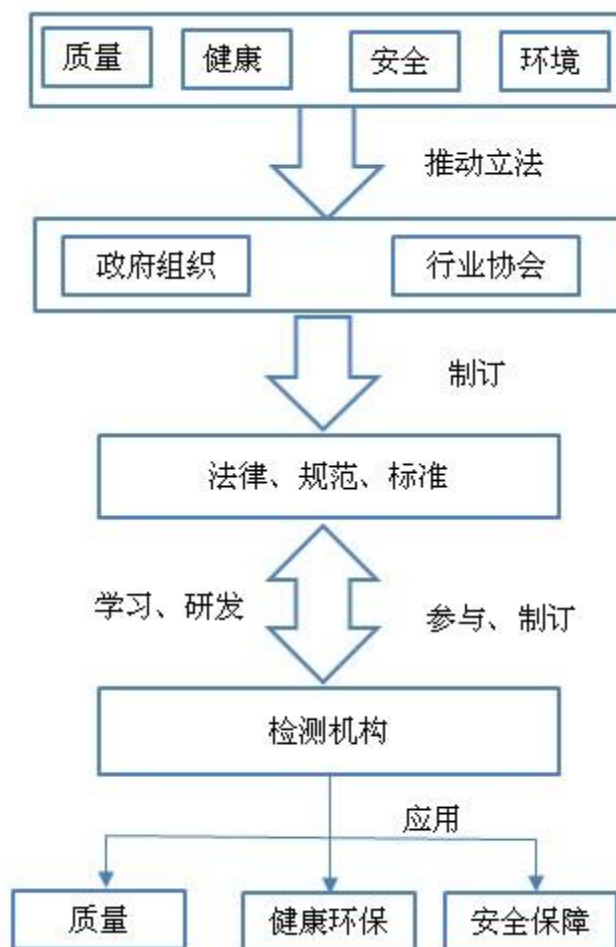 质量 健康 安全 环境
推动立法
政府组织 行业协会
制订
法律、规范、标准
学习、研发 参与、制订
检测机构
应用
质量 健康环保 安全保障